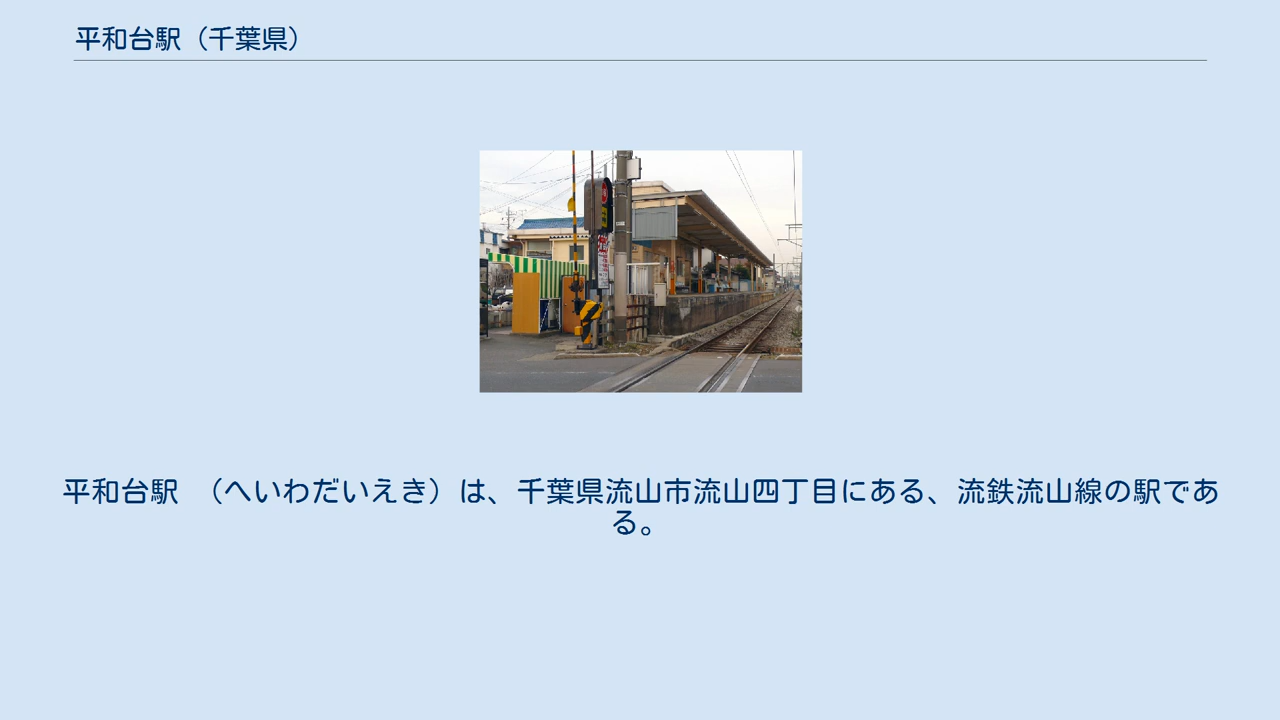 平和台駅（千葉県）
平和台駅　（へいわだいえき）は、千葉県流山市流山四丁目にある、流鉄流山線の駅であ
る。